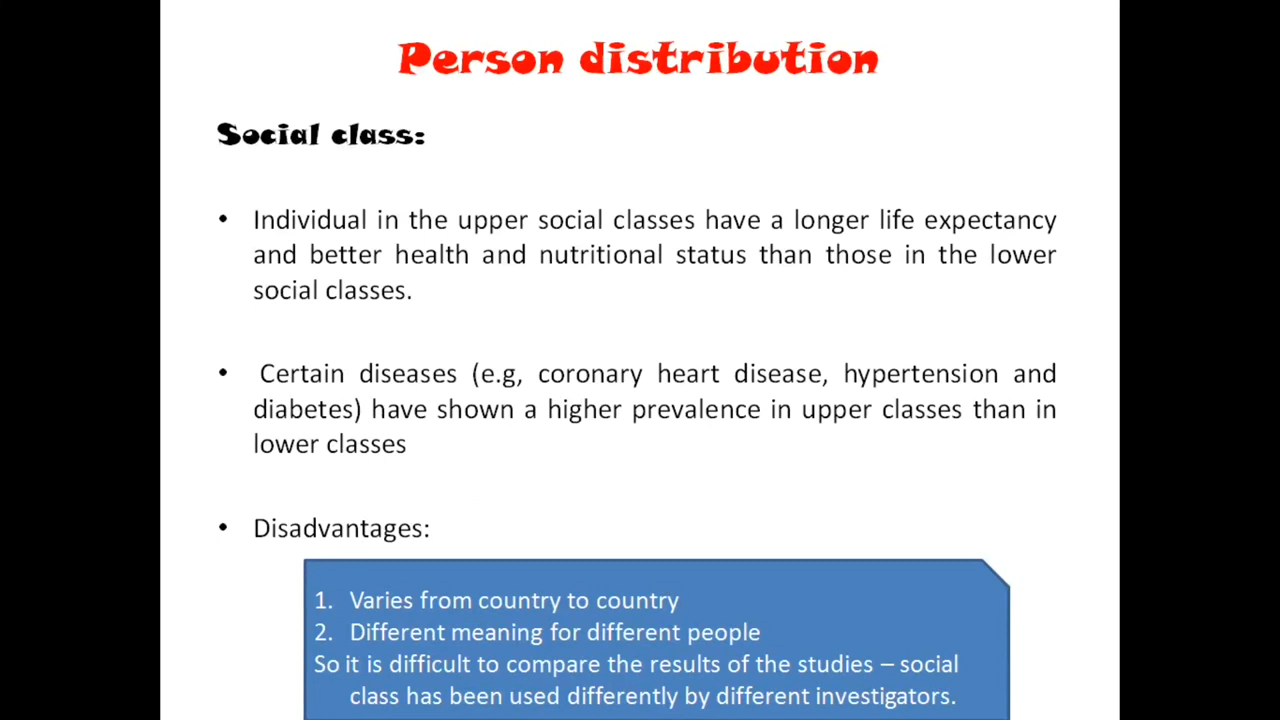 Person distribution
Social class:
• Individual in the upper social classes have a longer life expectancy
and better health and nutritional status than those in the lower
social classes.
• Certain diseases (e.g, coronary heart disease, hypertension and
diabetes) have shown a higher prevalence in upper classes than in
lower classes
• Disadvantages:
1. Varies from country to country
2. Different meaning for different people
So it is difficult to compare the results of the studies – social
class has been used differently by different investigators.